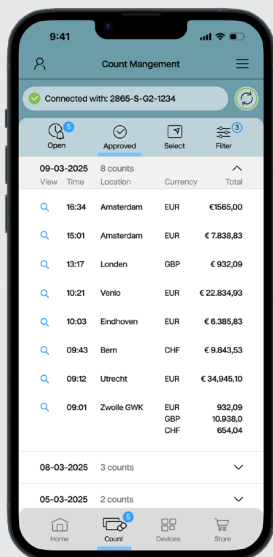 9:41
Count Mangement
Connected with: 2865-S-G2-1234
5 3
Open Approved Select Filter
09-03-2025 8 counts
View Time Location Currency Total
16:34 Amsterdam EUR €1565,00
15:01 Amsterdam EUR € 7.838,83
13:17 Londen GBP € 932,09
10:21 Venlo EUR € 22.834,93
10:03 Eindhoven EUR € 6.385,83
09:43 Bern CHF € 9.843,53
09:12 Utrecht EUR € 34,945,10
09:01 Zwolle GWK EUR 932,09
GBP 10.938,0
CHF 654,04
08-03-2025 3 counts
05-03-2025 2 counts
5
Home Count Devices Store